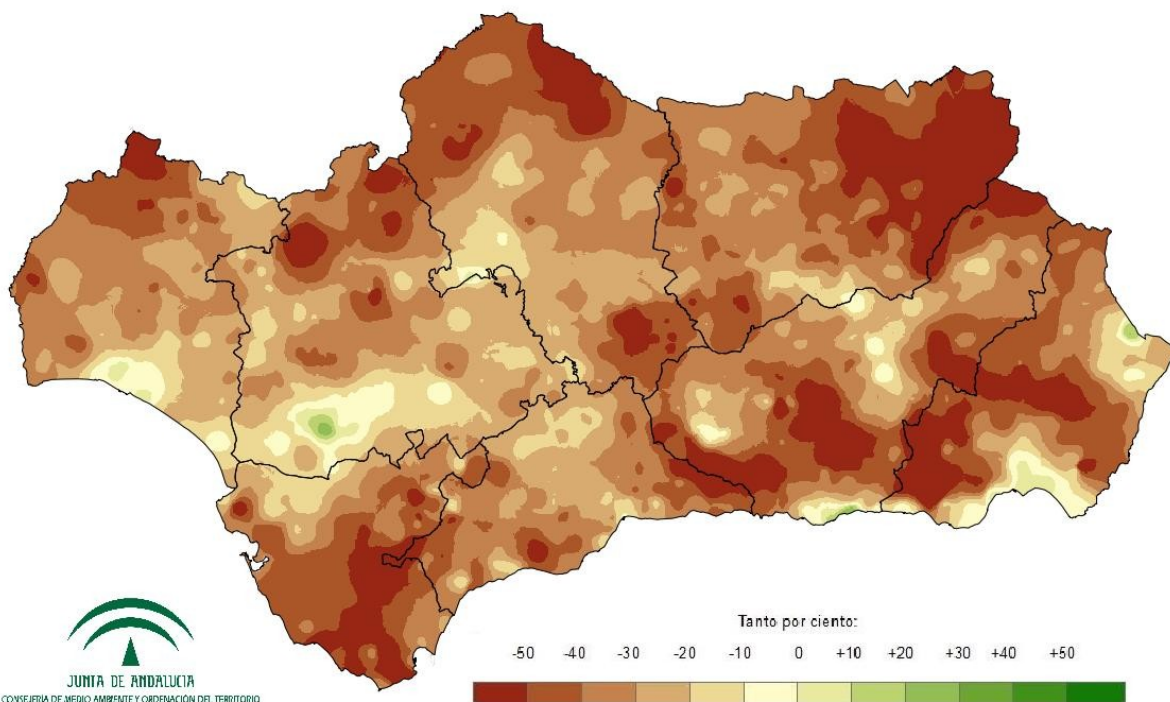 Tanto por ciento:
-50 -40 -30 -20 -10 0 +10 +20 +30 +40 +50
JUNTA DE ANDALUCIA
CONSEJERÍA DE MEDIO AMBIENTE Y ORDENACIÓN DEL TERRITORIO